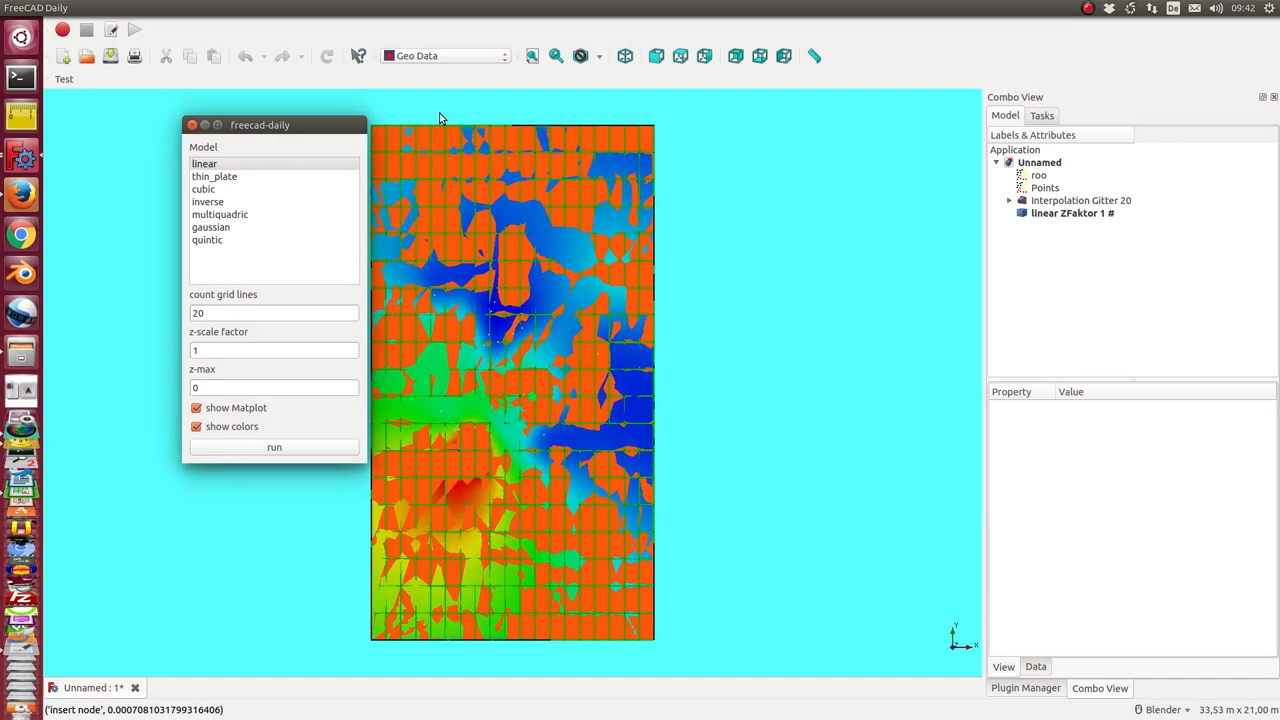 FreeCAD Daily
De
09:42
Geo Data
Test
freecad-daily
Model
linear
thin_plate
cubic
inverse
multiquadric
gaussian
quintic
count grid lines
20
z-scale factor
1
z-max
0
show Matplot
show colors
run
Combo View
Model
Tasks
Labels & Attributes
Application
Unnamed
roo
Points
Interpolation Gitter 20
linear ZFaktor 1 #
Property
Value
Y
X
View
Data
Unnamed : 1*
Plugin Manager
Combo View
('insert node', 0.0007081031799316406)
Blender
33,53 m x 21,00 m